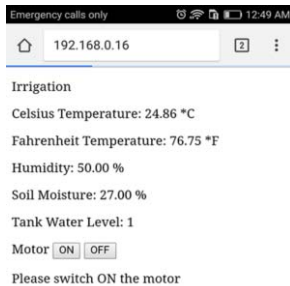 Emergency calls only 12:49 AM
192.168.0.16 2
Irrigation
Celsius Temperature: 24.86 *C
Fahrenheit Temperature: 76.75 *F
Humidity: 50.00 %
Soil Moisture: 27.00 %
Tank Water Level: 1
Motor ON OFF
Please switch ON the motor